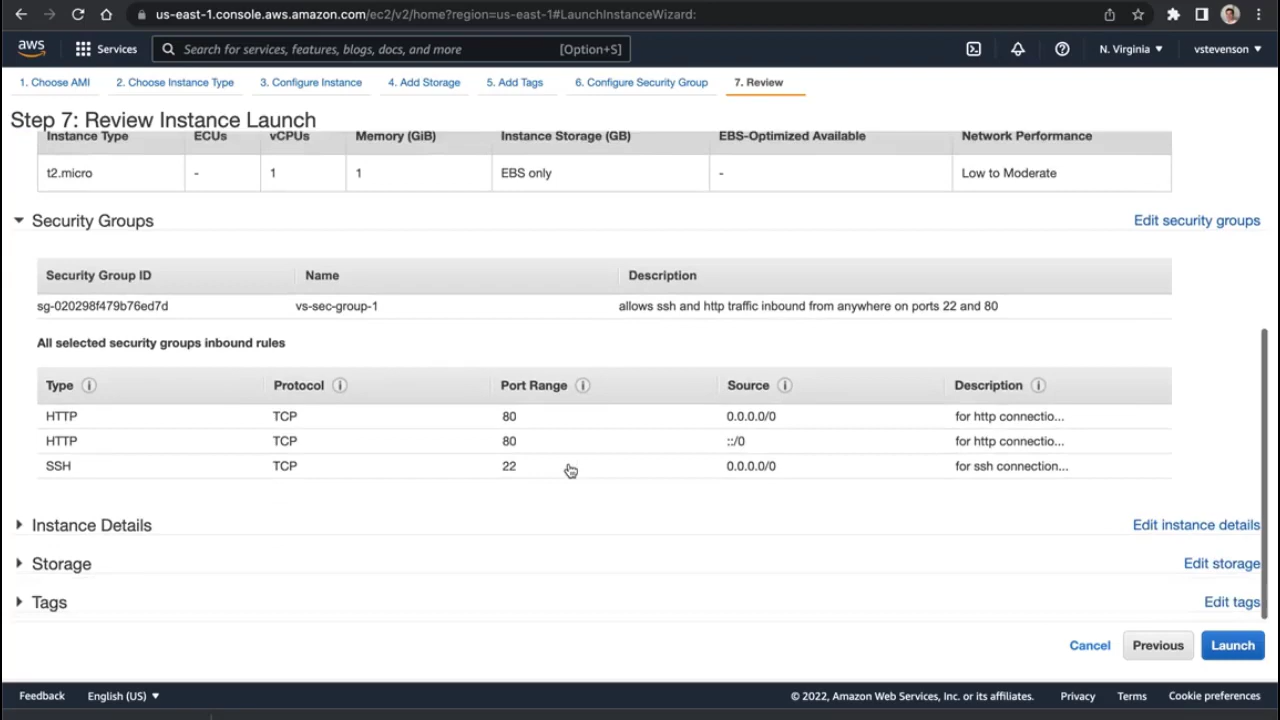 us-east-1.console.aws.amazon.com/ec2/v2/home?region=us-east-1#LaunchInstanceWizard:
aws Services Search for services, features, blogs, docs, and more [Option+S] N. Virginia vstevenson
1. Choose AMI 2. Choose Instance Type 3. Configure Instance 4. Add Storage 5. Add Tags 6. Configure Security Group 7. Review
Step 7: Review Instance Launch
Instance Type ECUs vCPUs Memory (GiB) Instance Storage (GB) EBS-Optimized Available Network Performance
t2.micro - 1 1 EBS only - Low to Moderate
Security Groups Edit security groups
Security Group ID Name Description
sg-020298f479b76ed7d vs-sec-group-1 allows ssh and http traffic inbound from anywhere on ports 22 and 80
All selected security groups inbound rules
Type Protocol Port Range Source Description
HTTP TCP 80 0.0.0.0/0 for http connectio...
HTTP TCP 80 ::/0 for http connectio...
SSH TCP 22 0.0.0.0/0 for ssh connection...
Instance Details Edit instance details
Storage Edit storage
Tags Edit tags
Cancel Previous Launch
Feedback English (US) © 2022, Amazon Web Services, Inc. or its affiliates. Privacy Terms Cookie preferences